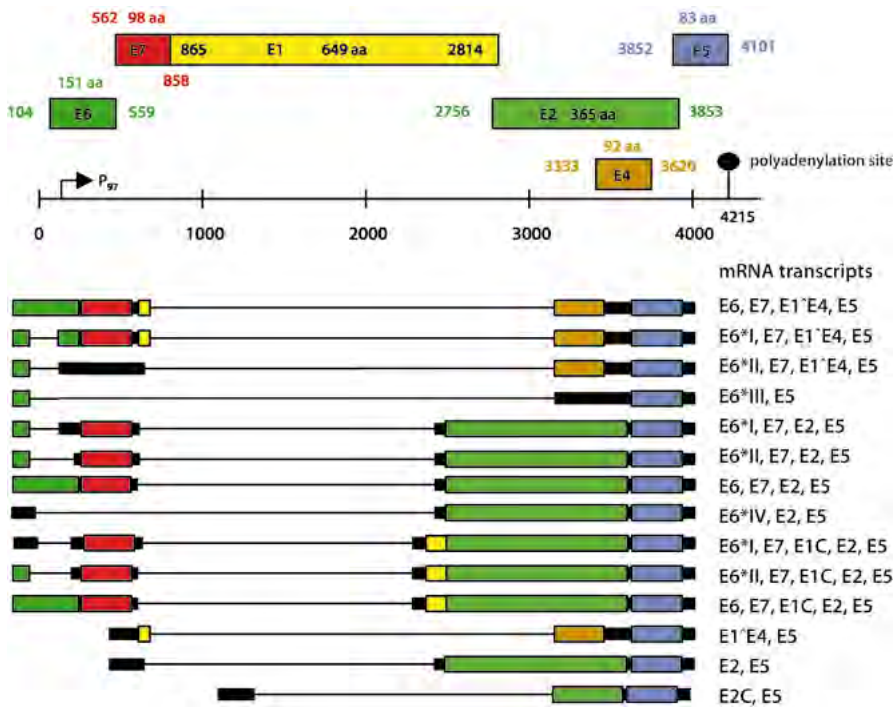 562 98 aa
83 aa
E7 865 E1 649 aa 2814
3852 E5 4101
858
151 aa
104 E6 559
2756 E2 365 aa 3853
92 aa
3333 E4 3620
polyadenylation site
P97
4215
0 1000 2000 3000 4000
mRNA transcripts
E6, E7, E1^E4, E5
E6*I, E7, E1^E4, E5
E6*II, E7, E1^E4, E5
E6*III, E5
E6*I, E7, E2, E5
E6*II, E7, E2, E5
E6, E7, E2, E5
E6*IV, E2, E5
E6*I, E7, E1C, E2, E5
E6*II, E7, E1C, E2, E5
E6, E7, E1C, E2, E5
E1^E4, E5
E2, E5
E2C, E5